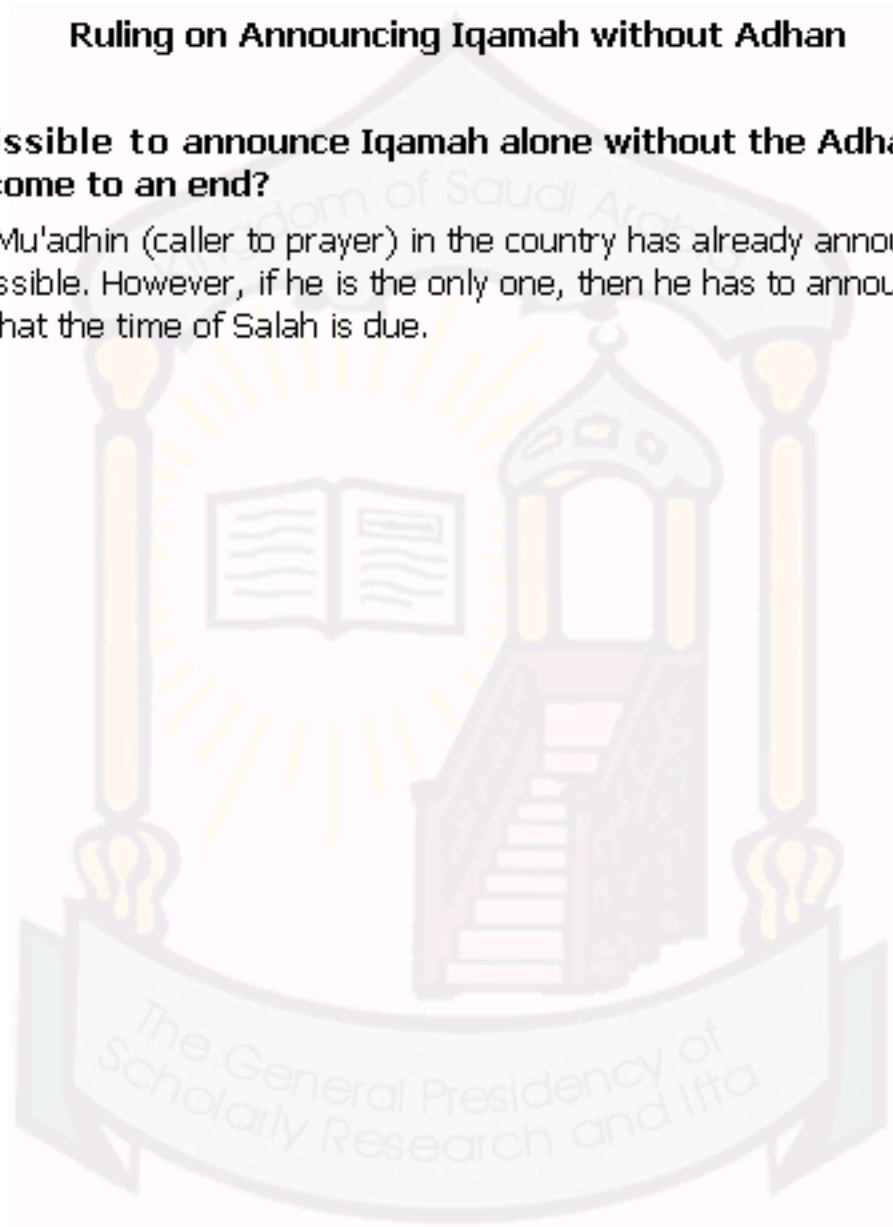 Ruling on Announcing Iqamah without Adhan
ssible to announce Iqamah alone without the Adha
come to an end?
Mu'adhin (caller to prayer) in the country has already annou
ssible. However, if he is the only one, then he has to annou
hat the time of Salah is due.
Kingdom of Saudi Arabia
The General Presidency of
Scholarly Research and Ifta